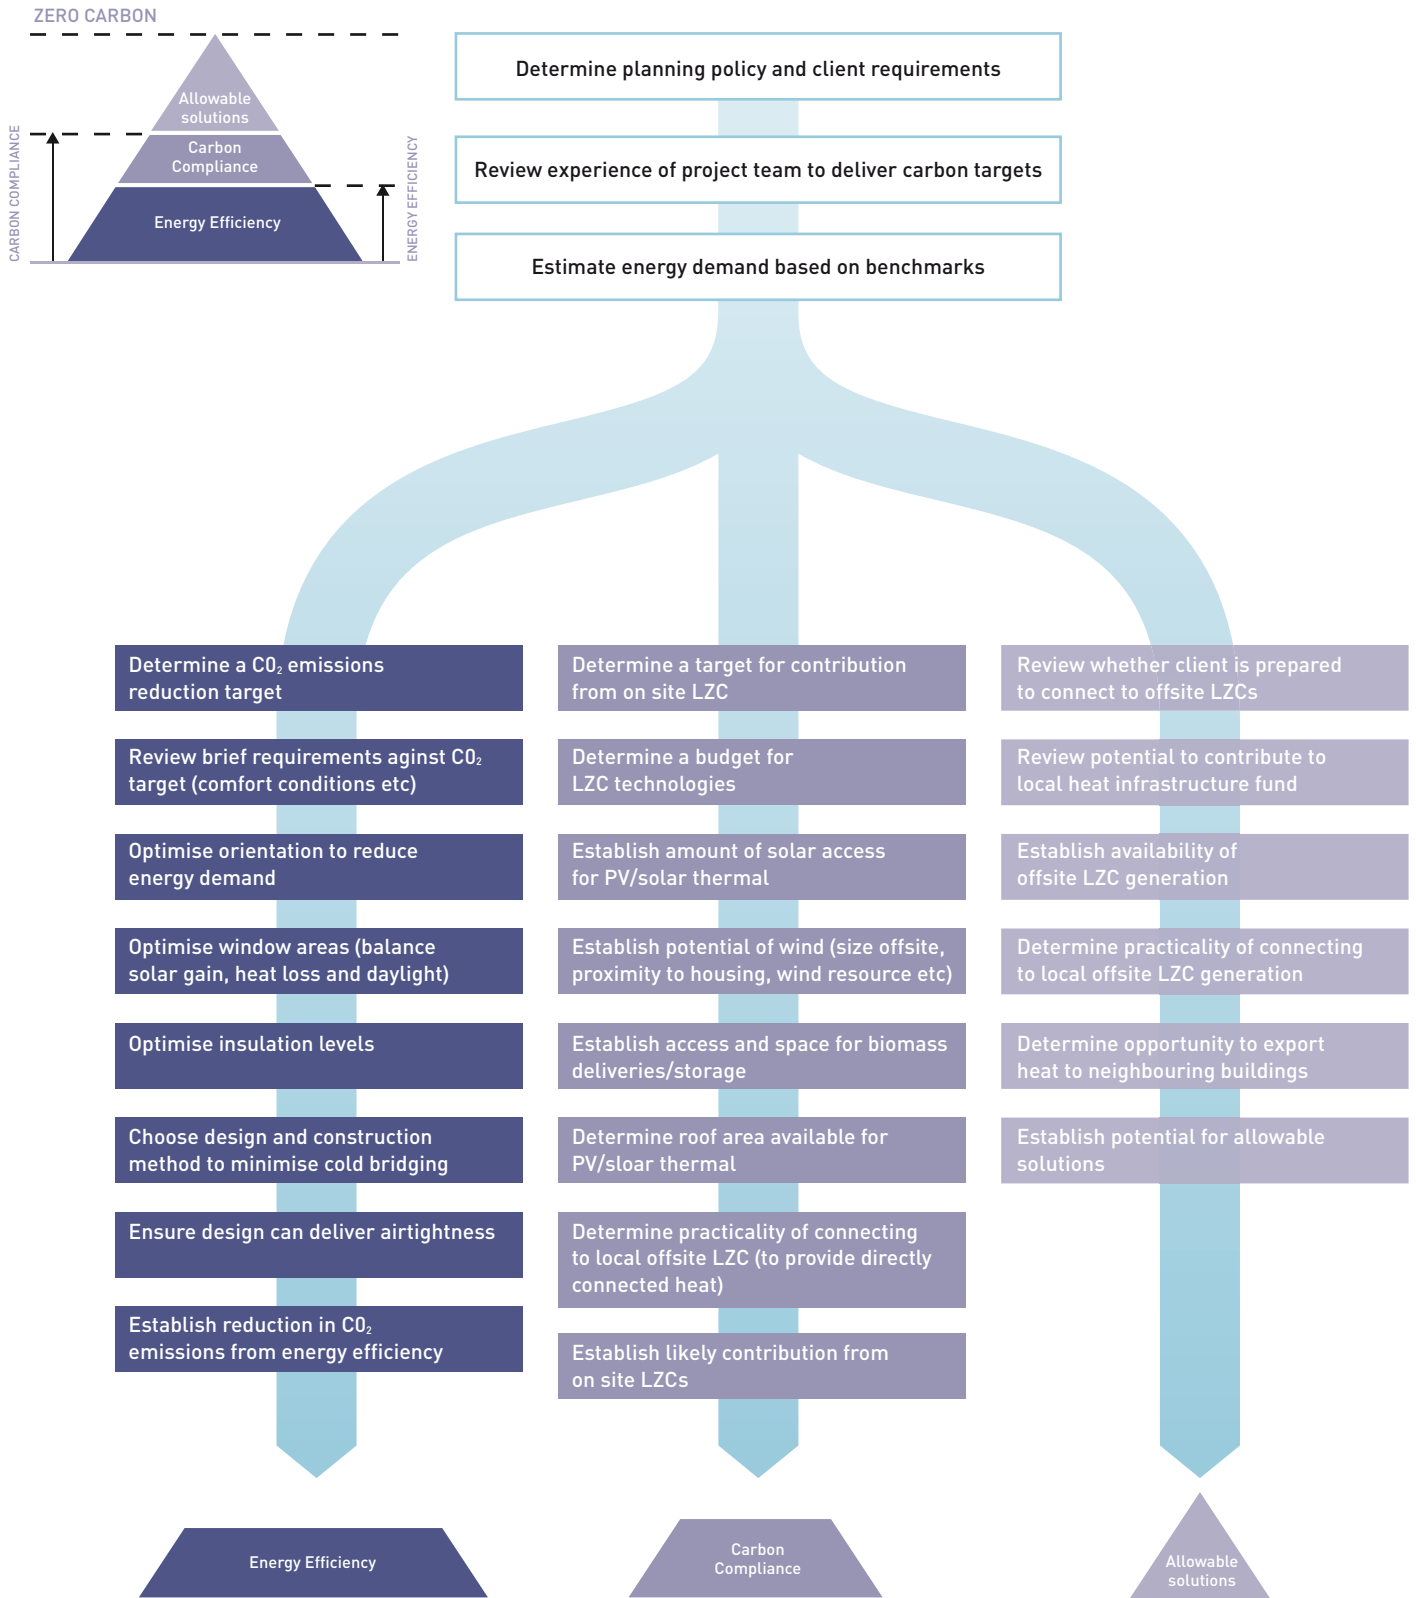 ZERO CARBON
Allowable
solutions
Carbon
Compliance
Energy Efficiency
CARBON COMPLIANCE
ENERGY EFFICIENCY
Determine planning policy and client requirements
Review experience of project team to deliver carbon targets
Estimate energy demand based on benchmarks
Determine a C0₂ emissions
reduction target
Review brief requirements aginst C0₂
target (comfort conditions etc)
Optimise orientation to reduce
energy demand
Optimise window areas (balance
solar gain, heat loss and daylight)
Optimise insulation levels
Choose design and construction
method to minimise cold bridging
Ensure design can deliver airtightness
Establish reduction in C0₂
emissions from energy efficiency
Energy Efficiency
Determine a target for contribution
from on site LZC
Determine a budget for
LZC technologies
Establish amount of solar access
for PV/solar thermal
Establish potential of wind (size offsite,
proximity to housing, wind resource etc)
Establish access and space for biomass
deliveries/storage
Determine roof area available for
PV/sloar thermal
Determine practicality of connecting
to local offsite LZC (to provide directly
connected heat)
Establish likely contribution from
on site LZCs
Carbon
Compliance
Review whether client is prepared
to connect to offsite LZCs
Review potential to contribute to
local heat infrastructure fund
Establish availability of
offsite LZC generation
Determine practicality of connecting
to local offsite LZC generation
Determine opportunity to export
heat to neighbouring buildings
Establish potential for allowable
solutions
Allowable
solutions